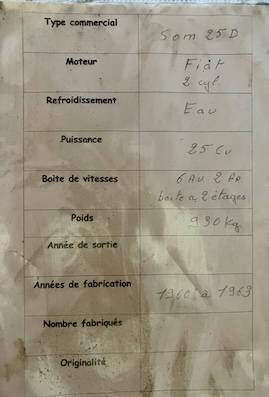 Type commercial
Som 25 D
Moteur
Fiat
2 cyl
Refroidissement
Eau
Puissance
25 Cv
Boite de vitesses
6 AV 2 AR
boite a 2 étages
Poids
930 Kg
Année de sortie
Années de fabrication
1960 à 1963
Nombre fabriqués
Originalité